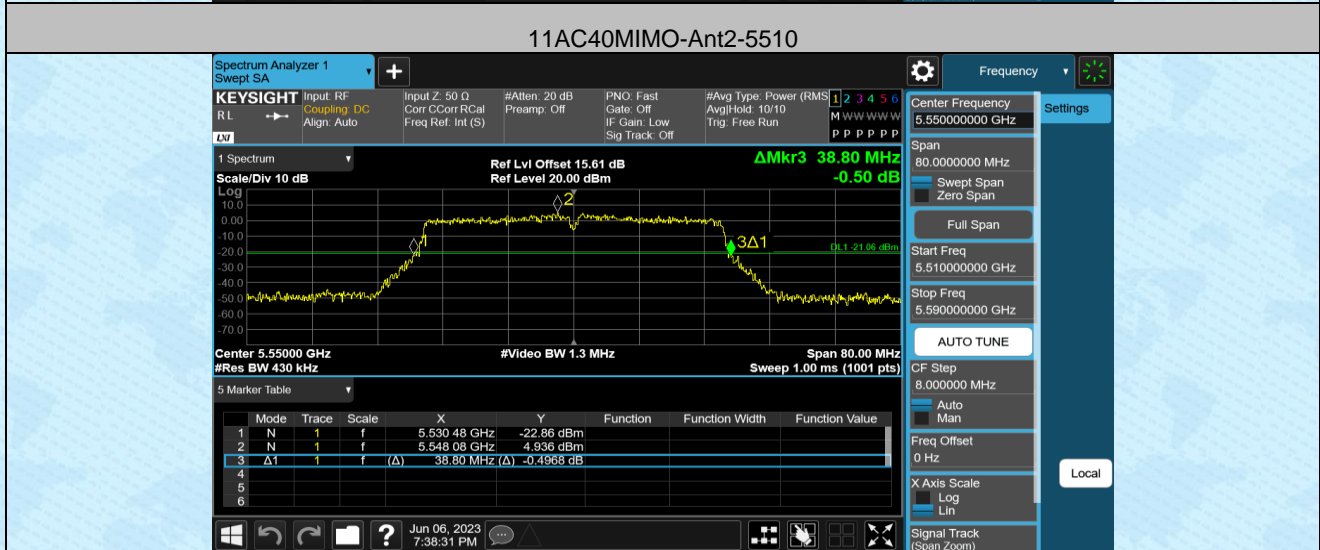 11AC40MIMO-Ant2-5510
Spectrum Analyzer 1
Swept SA
+
Frequency
KEYSIGHT
RL
LXI
Input: RF
Coupling: DC
Align: Auto
Input Z: 50 Ω
Corr CCorr RCal
Freq Ref: Int (S)
#Atten: 20 dB
Preamp: Off
PNO: Fast
Gate: Off
IF Gain: Low
Sig Track: Off
#Avg Type: Power (RMS
Avg|Hold: 10/10
Trig: Free Run
1 2 3 4 5 6
M W W W W W
P P P P P P
Center Frequency
5.550000000 GHz
Settings
1 Spectrum
Scale/Div 10 dB
Ref Lvl Offset 15.61 dB
Ref Level 20.00 dBm
ΔMkr3 38.80 MHz
-0.50 dB
Span
80.0000000 MHz
Swept Span
Zero Span
Full Span
Start Freq
5.510000000 GHz
Stop Freq
5.590000000 GHz
AUTO TUNE
CF Step
8.000000 MHz
Auto
Man
Freq Offset
0 Hz
X Axis Scale
Log
Lin
Signal Track
(Span Zoom)
Local
Log
10.0
0.00
-10.0
-20.0
-30.0
-40.0
-50.0
-60.0
-70.0
1
2
3Δ1
DL1 -21.06 dBm
Center 5.55000 GHz
#Video BW 1.3 MHz
Span 80.00 MHz
#Res BW 430 kHz
Sweep 1.00 ms (1001 pts)
5 Marker Table
Mode Trace Scale X Y Function Function Width Function Value
1 N 1 f 5.530 48 GHz -22.86 dBm
2 N 1 f 5.548 08 GHz 4.936 dBm
3 Δ1 1 f (Δ) 38.80 MHz (Δ) -0.4968 dB
4
5
6
?
Jun 06, 2023
7:38:31 PM